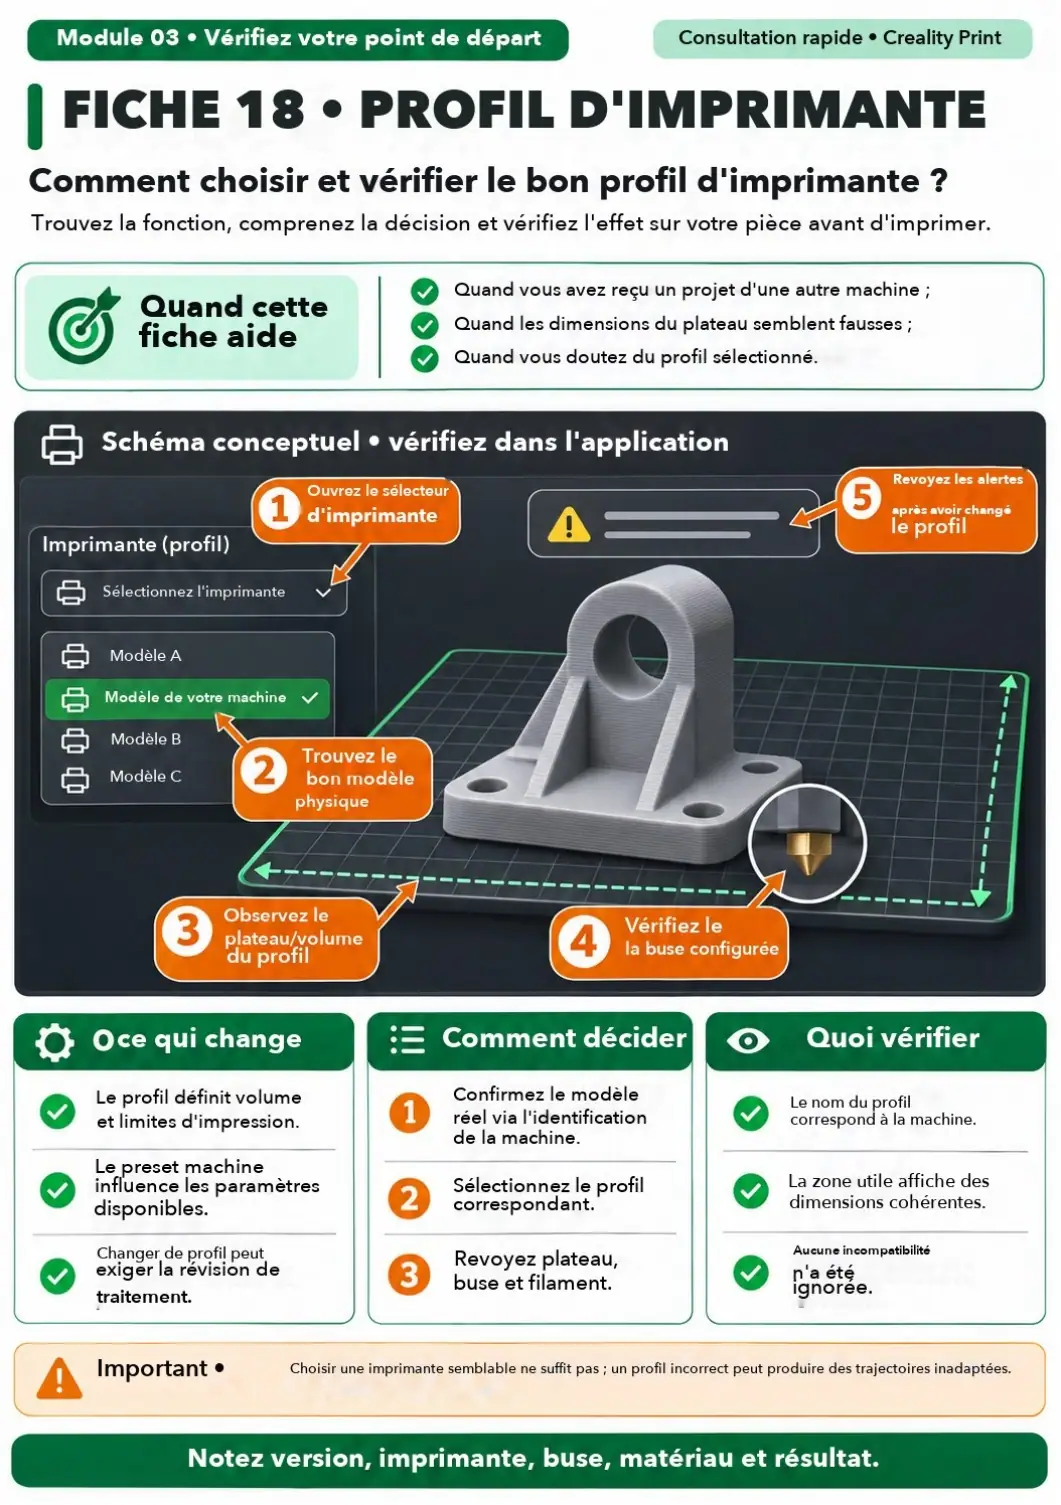 Module 03 • Vérifiez votre point de départ
Consultation rapide • Creality Print
FICHE 18 • PROFIL D'IMPRIMANTE
Comment choisir et vérifier le bon profil d'imprimante ?
Trouvez la fonction, comprenez la décision et vérifiez l'effet sur votre pièce avant d'imprimer.
Quand cette
fiche aide
Quand vous avez reçu un projet d'une autre machine ;
Quand les dimensions du plateau semblent fausses ;
Quand vous doutez du profil sélectionné.
Schéma conceptuel • vérifiez dans l'application
1
Ouvrez le sélecteur
d'imprimante
5
Revoyez les alertes
après avoir changé
le profil
Imprimante (profil)
Sélectionnez l'imprimante
Modèle A
Modèle de votre machine
Modèle B
Modèle C
2
Trouvez le
bon modèle
physique
3
Observez le
plateau/volume
du profil
4
Vérifiez le
la buse configurée
O ce qui change
Le profil définit volume
et limites d'impression.
Le preset machine
influence les paramètres
disponibles.
Changer de profil peut
exiger la révision de
traitement.
Comment décider
1
Confirmez le modèle
réel via l'identification
de la machine.
2
Sélectionnez le profil
correspondant.
3
Revoyez plateau,
buse et filament.
Quoi vérifier
Le nom du profil
correspond à la machine.
La zone utile affiche des
dimensions cohérentes.
Aucune incompatibilité
n'a été
ignorée.
Important •
Choisir une imprimante semblable ne suffit pas ; un profil incorrect peut produire des trajectoires inadaptées.
Notez version, imprimante, buse, matériau et résultat.